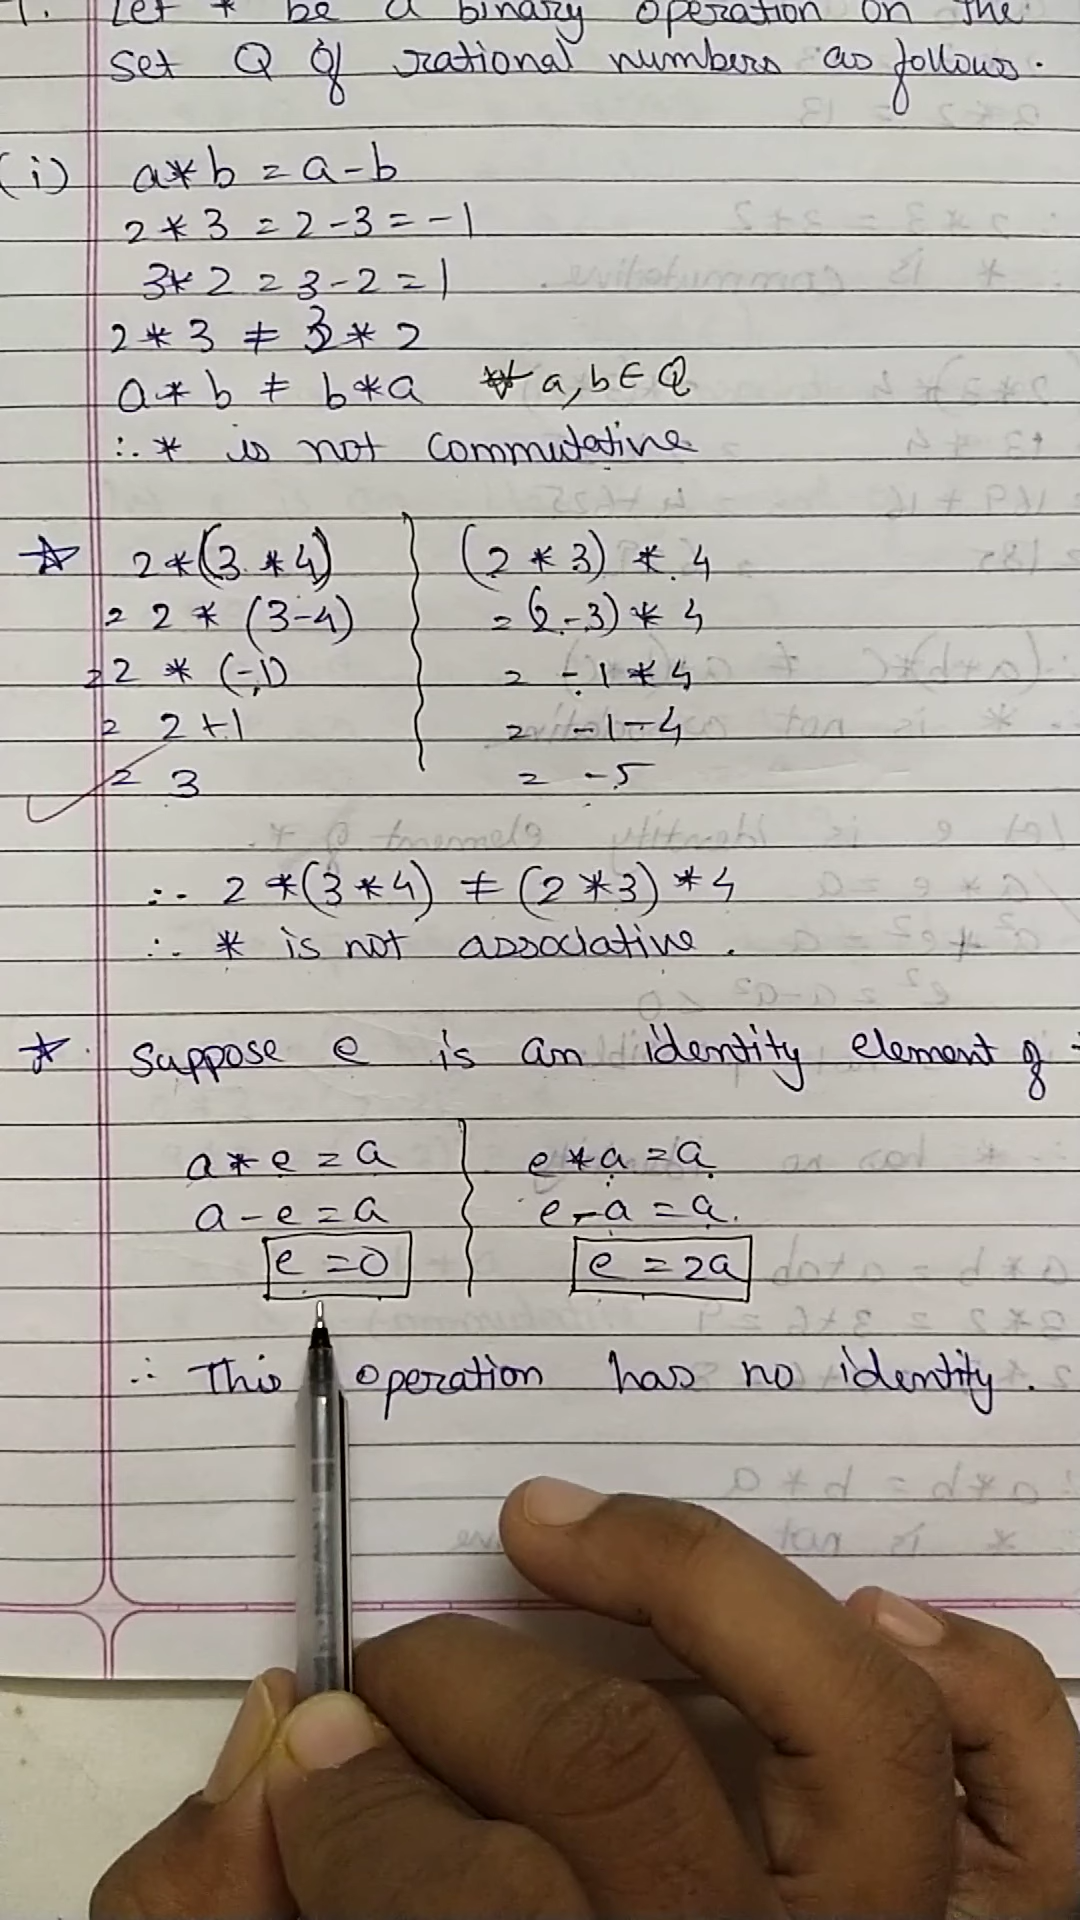 1. Let * be a binary operation on the
set Q of rational numbers as follows.
(i) a*b = a-b
2*3 = 2-3 = -1
3*2 = 3-2 = 1
2*3 ≠ 3*2
a*b ≠ b*a ∀ a,b∈Q
∴ * is not commutative
☆ 2*(3*4)
= 2*(3-4)
= 2*(-1)
= 2+1
= 3
(2*3)*4
= (2-3)*4
= -1*4
= -1-4
= -5
∴ 2*(3*4) ≠ (2*3)*4
∴ * is not associative.
☆ Suppose e is an identity element of
a*e = a
a-e = a
e = 0
e*a = a
e-a = a.
e = 2a
∴ This operation has no identity.